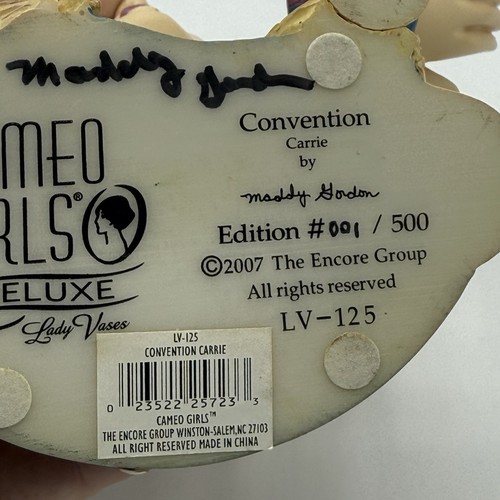 Maddy Gordon
MEO
RLS®
ELUXE
Lady Vases
Convention
Carrie
by
Maddy Gordon
Edition #001 / 500
©2007 The Encore Group
All rights reserved
LV-125
LV-125
CONVENTION CARRIE
0 23522 25723 3
CAMEO GIRLS™
THE ENCORE GROUP WINSTON-SALEM, NC 27103
ALL RIGHT RESERVED MADE IN CHINA